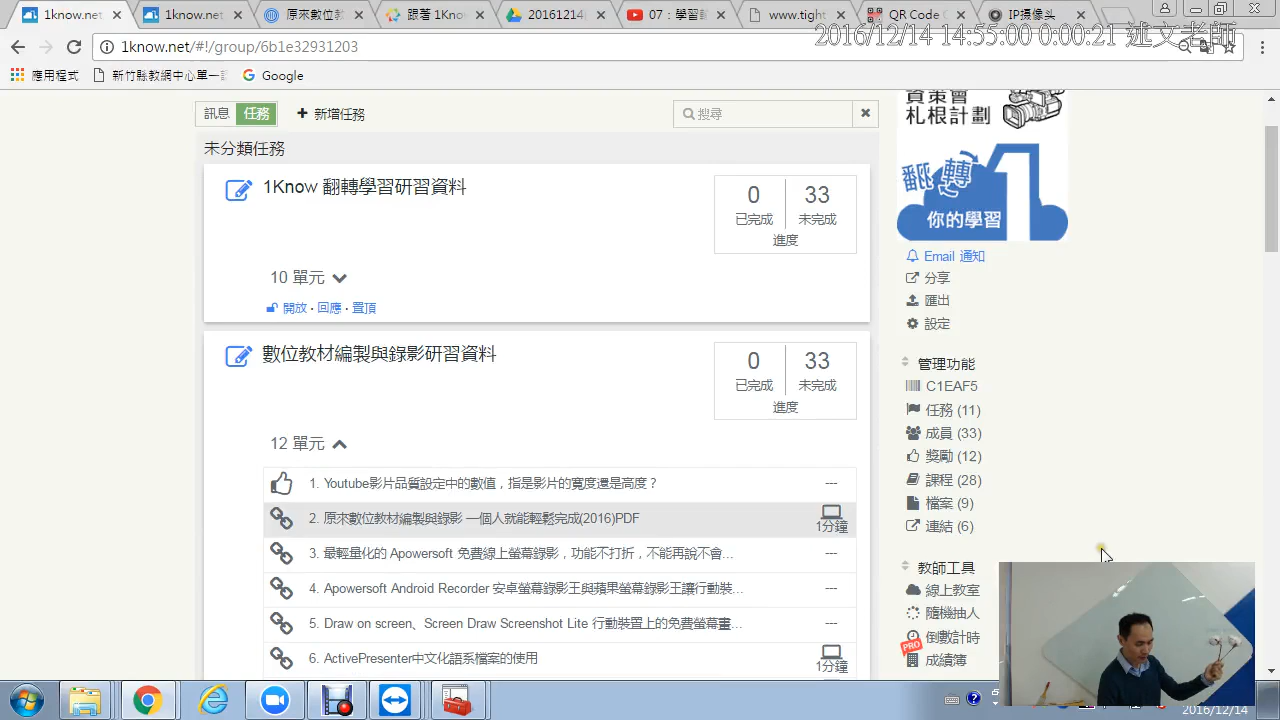 1know.net
1know.net
原來數位教
跟著 1Know
20161214
07：學習
www.tight
QR Code
IP摄像头
1know.net/#!/group/6b1e32931203
2016/12/14 14:55:00 0:00:21 述文老師
應用程式
新竹縣教網中心單一
Google
訊息 任務 新增任務
搜尋
未分類任務
1Know 翻轉學習研習資料
0 33
已完成 未完成
進度
10 單元
開放 · 回應 · 置頂
數位教材編製與錄影研習資料
0 33
已完成 未完成
進度
12 單元
1. Youtube影片品質設定中的數值，指是影片的寬度還是高度？ ---
2. 原來數位教材編製與錄影 一個人就能輕鬆完成(2016)PDF 1分鐘
3. 最輕量化的 Apowersoft 免費線上螢幕錄影，功能不打折，不能再說不會... ---
4. Apowersoft Android Recorder 安卓螢幕錄影王與蘋果螢幕錄影王讓行動裝... ---
5. Draw on screen、Screen Draw Screenshot Lite 行動裝置上的免費螢幕畫... ---
6. ActivePresenter中文化語系檔案的使用 1分鐘
資策會
札根計劃
翻轉1
你的學習
Email 通知
分享
匯出
設定
管理功能
C1EAF5
任務 (11)
成員 (33)
獎勵 (12)
課程 (28)
檔案 (9)
連結 (6)
教師工具
線上教室
隨機抽人
倒數計時
PRO
成績簿
2016/12/14